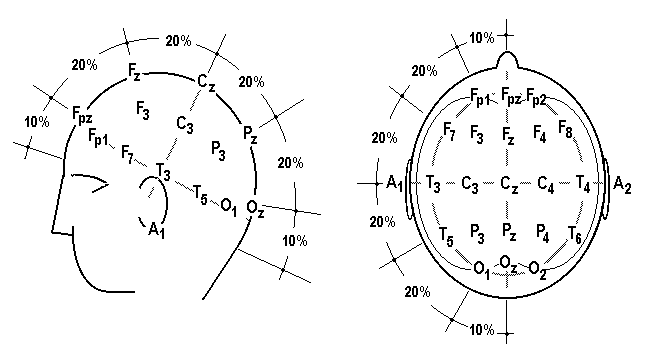 20%
20%
20%
20%
10%
10%
Fz
Cz
Fpz
F3
Fp1
C3
Pz
F7
P3
T3
T5
O1
Oz
A1
10%
20%
20%
20%
20%
10%
Fp1 Fpz Fp2
F7 F3 Fz F4 F8
A1 T3 C3 Cz C4 T4 A2
T5 P3 Pz P4 T6
O1 Oz O2